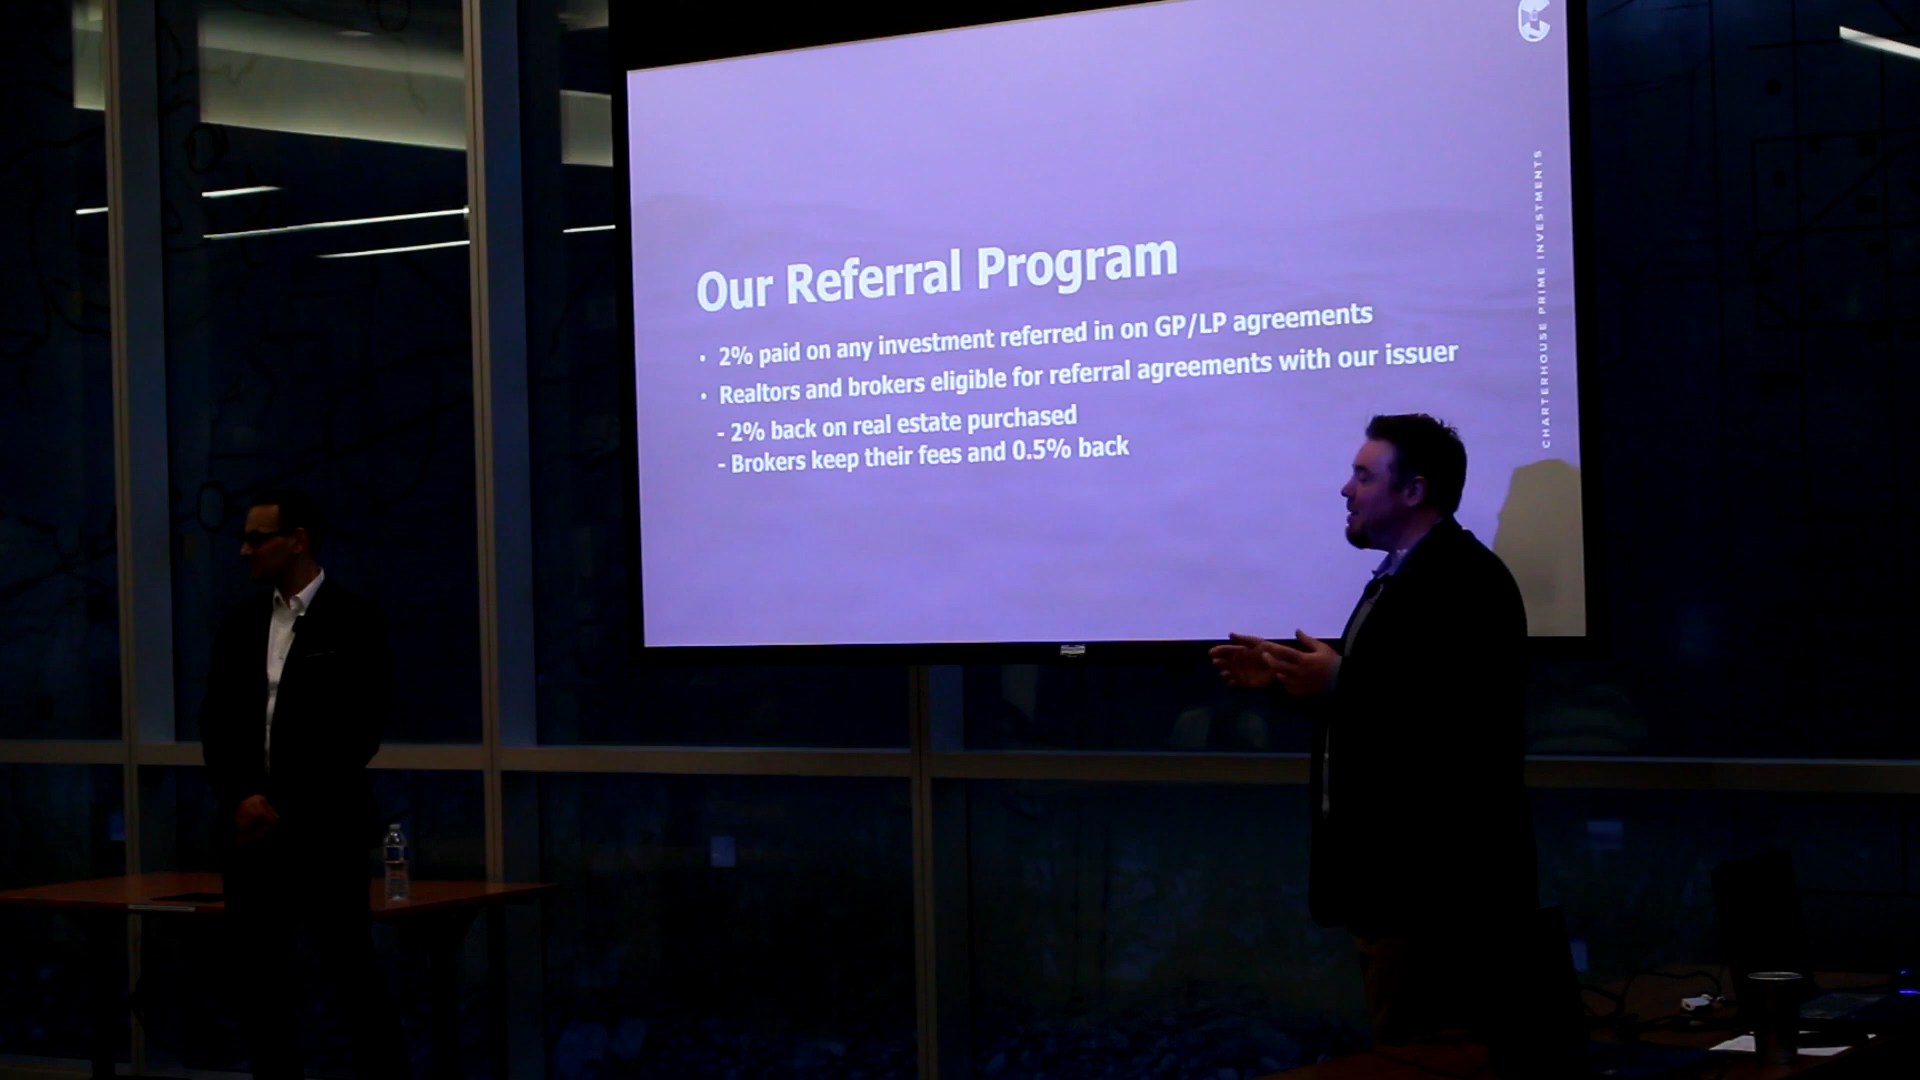 Our Referral Program
• 2% paid on any investment referred in on GP/LP agreements
• Realtors and brokers eligible for referral agreements with our issuer
- 2% back on real estate purchased
- Brokers keep their fees and 0.5% back
CHARTERHOUSE PRIME INVESTMENTS